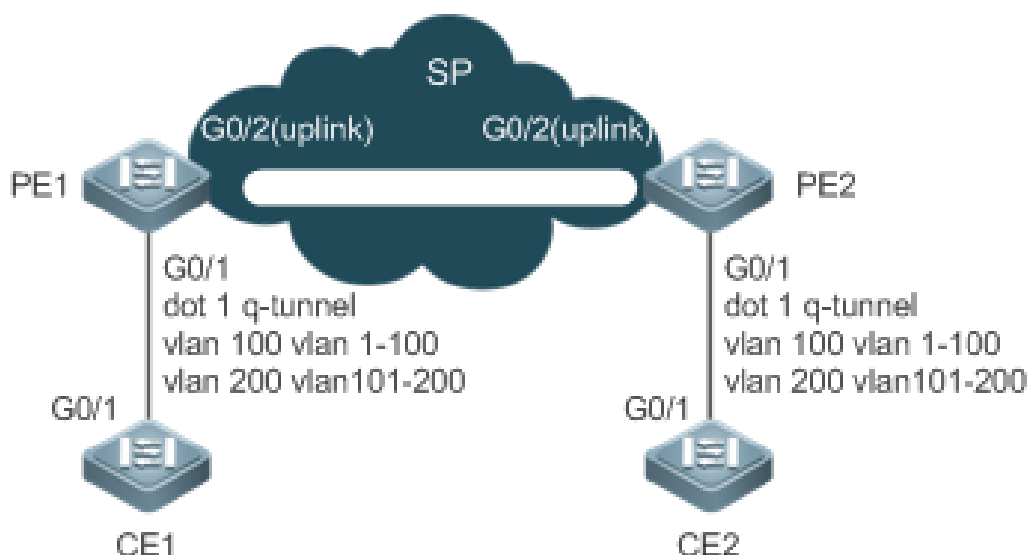 SP
G0/2(uplink) G0/2(uplink)
PE1 PE2
G0/1
dot 1 q-tunnel
vlan 100 vlan 1-100
vlan 200 vlan101-200
G0/1
dot 1 q-tunnel
vlan 100 vlan 1-100
vlan 200 vlan101-200
G0/1 G0/1
CE1 CE2